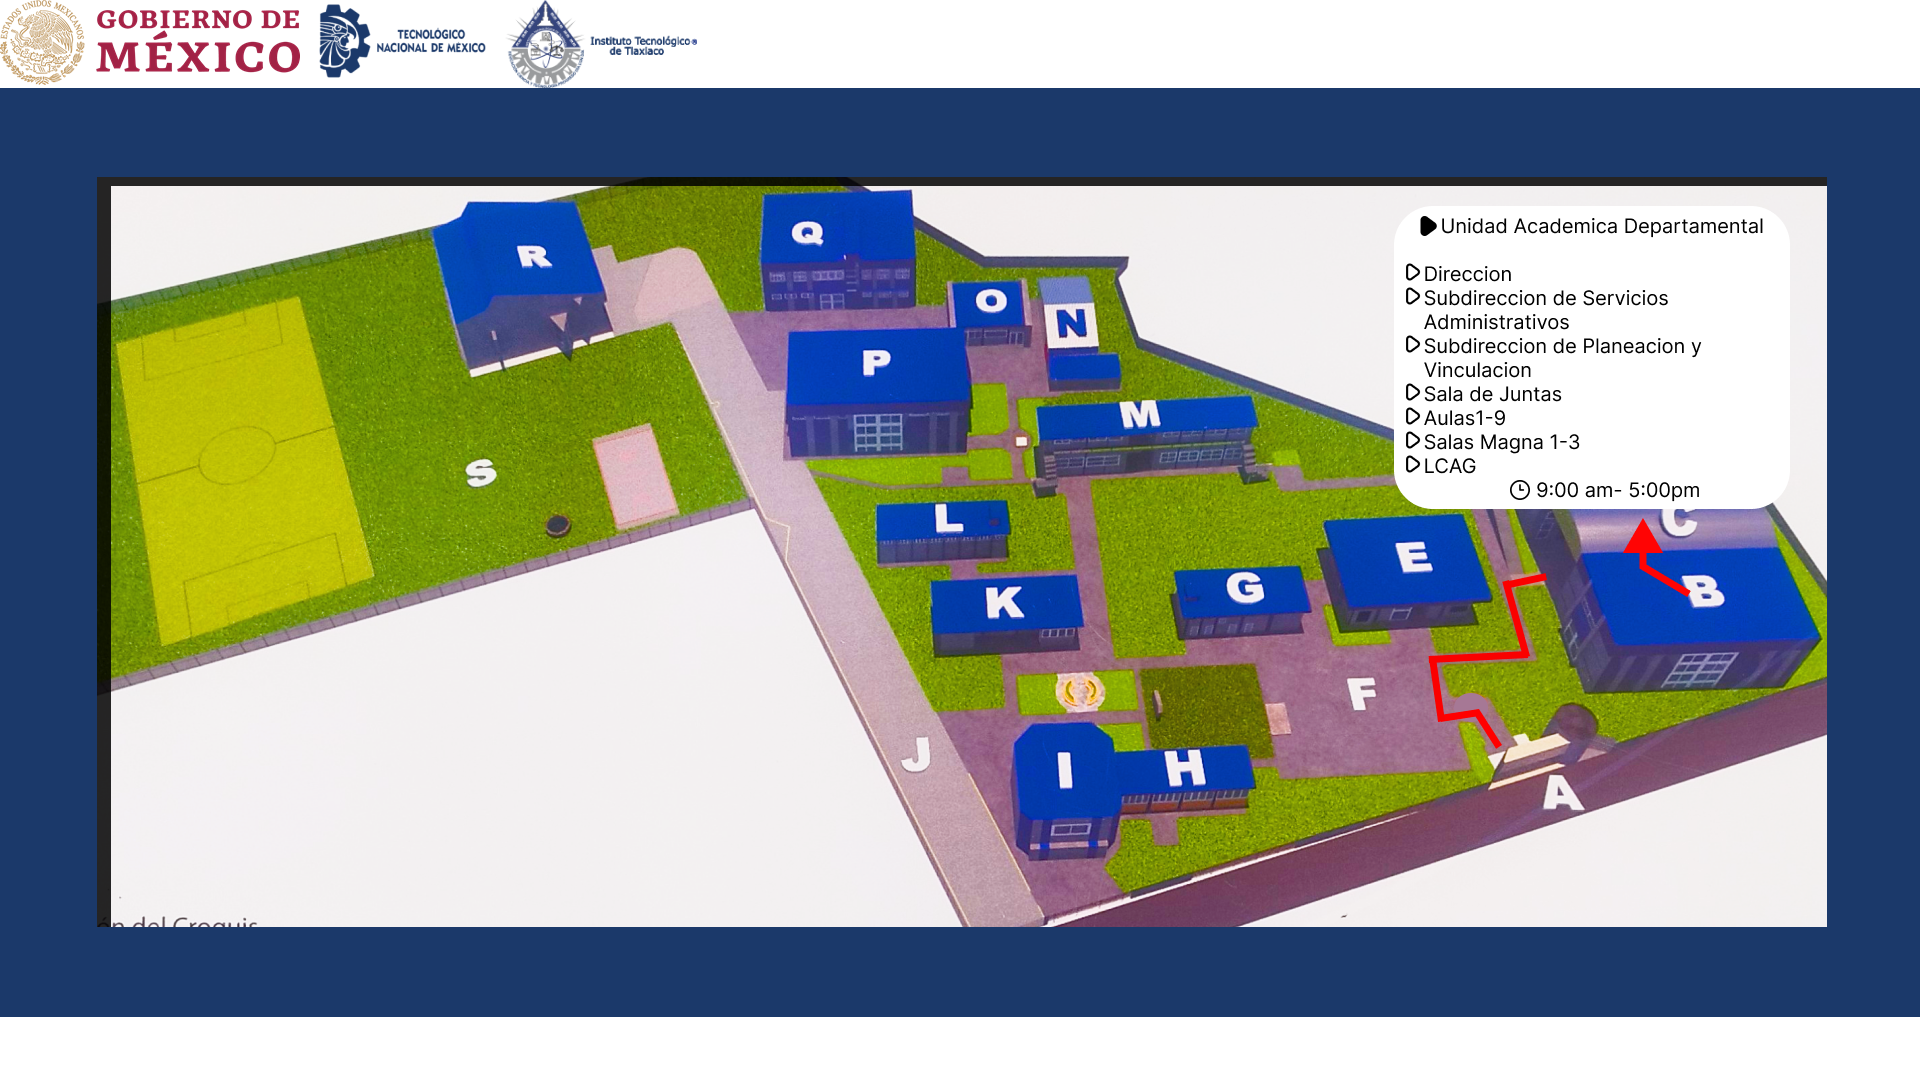 GOBIERNO DE
MÉXICO
TECNOLÓGICO
NACIONAL DE MÉXICO
Instituto Tecnológico®
de Tlaxiaco
Unidad Academica Departamental
Direccion
Subdireccion de Servicios
Administrativos
Subdireccion de Planeacion y
Vinculacion
Sala de Juntas
Aulas1-9
Salas Magna 1-3
LCAG
9:00 am- 5:00pm
R
Q
O
N
P
M
S
L
C
E
B
K
G
F
J
I
H
A
del Croquis